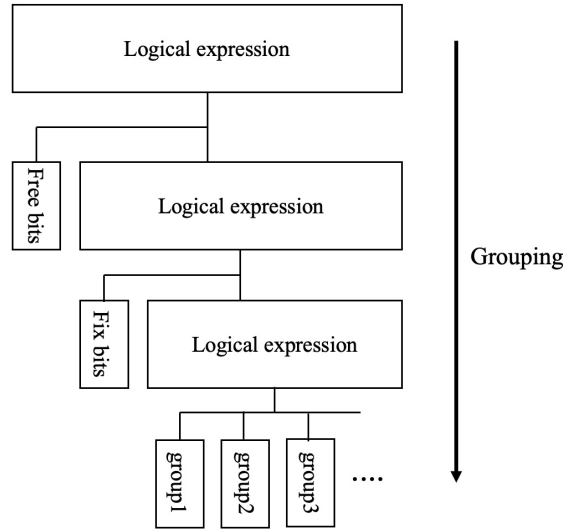 Logical expression
Free bits
Logical expression
Grouping
Fix bits
Logical expression
group1
group2
group3
....